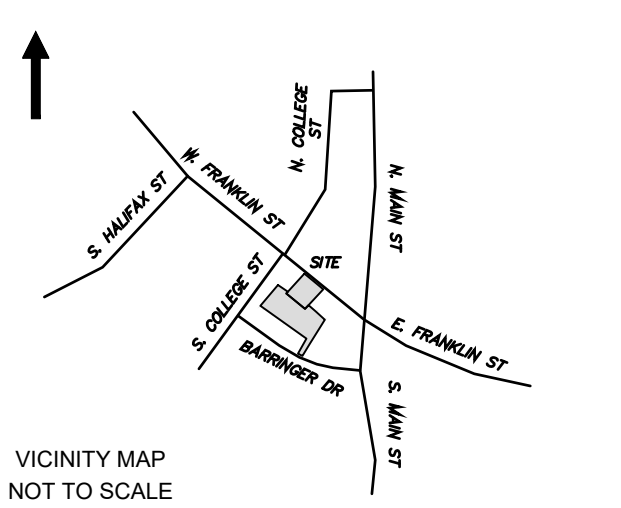 N. COLLEGE
ST
W. FRANKLIN ST
N. MAIN ST
S. HALIFAX ST
SITE
S. COLLEGE ST
E. FRANKLIN ST
BARRINGER DR
S. MAIN ST
VICINITY MAP
NOT TO SCALE